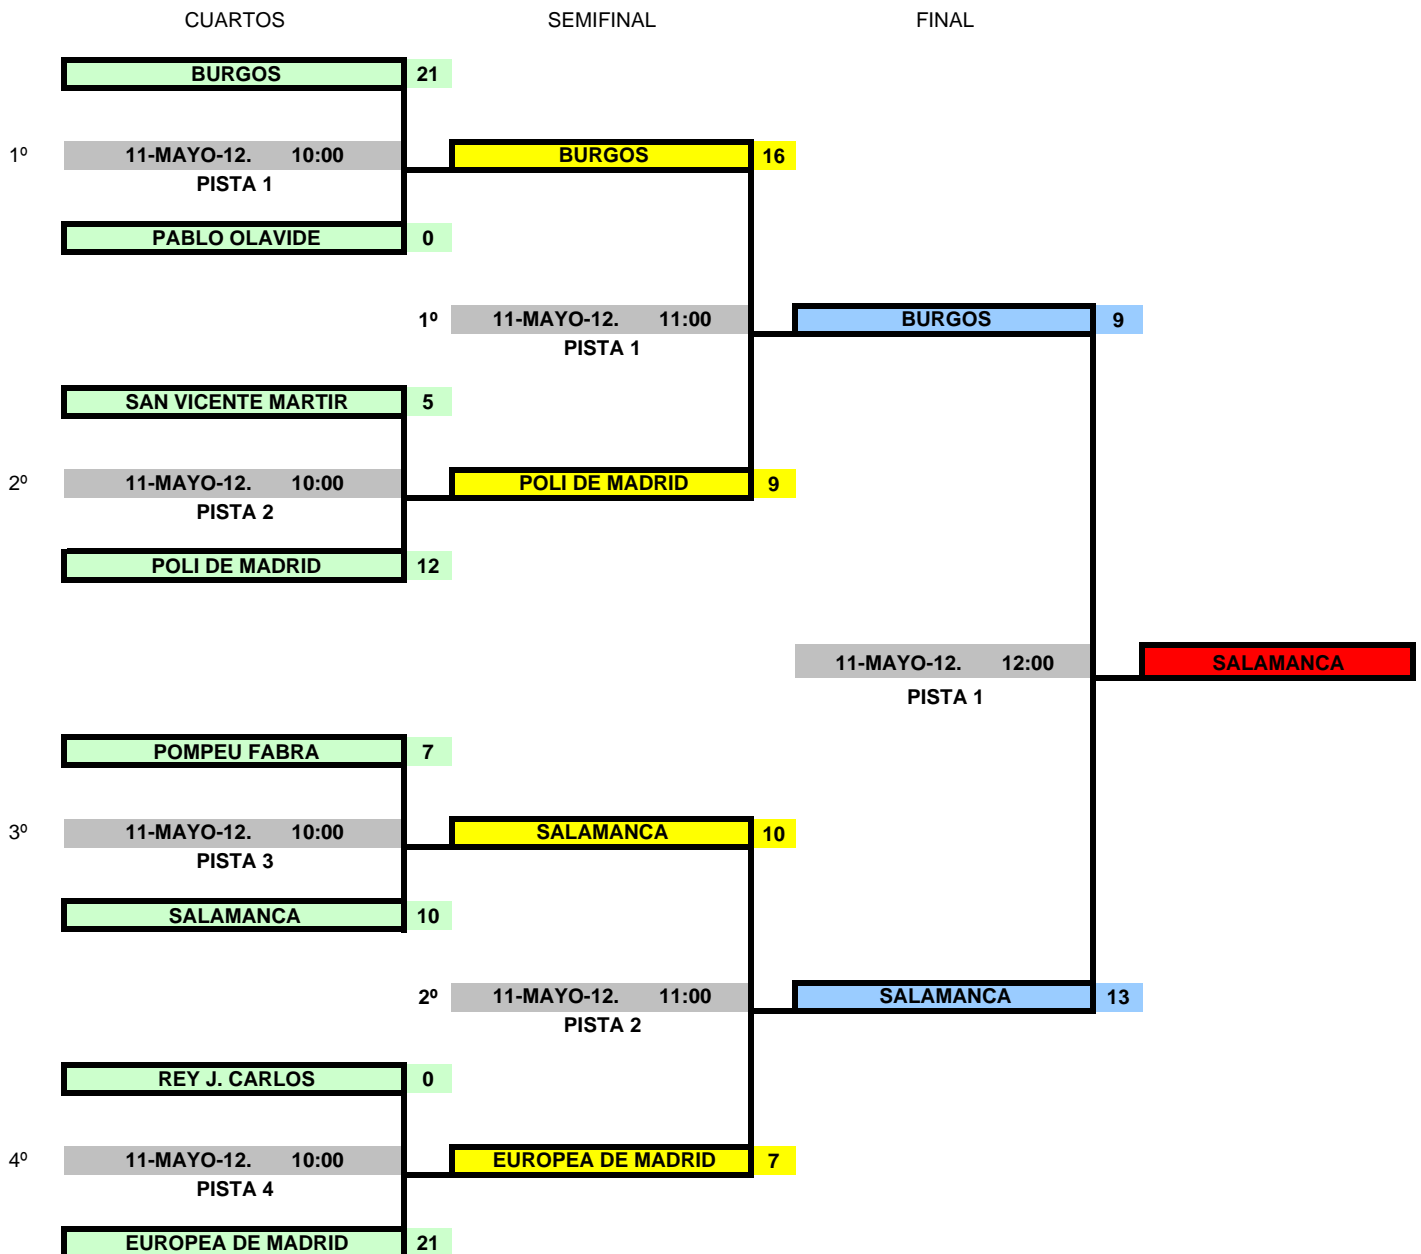 CUARTOS SEMIFINAL FINAL
BURGOS 21
1º 11-MAYO-12. 10:00 BURGOS 16
PISTA 1
PABLO OLAVIDE 0
1º 11-MAYO-12. 11:00 BURGOS 9
PISTA 1
SAN VICENTE MARTIR 5
2º 11-MAYO-12. 10:00 POLI DE MADRID 9
PISTA 2
POLI DE MADRID 12
11-MAYO-12. 12:00 SALAMANCA
PISTA 1
POMPEU FABRA 7
3º 11-MAYO-12. 10:00 SALAMANCA 10
PISTA 3
SALAMANCA 10
2º 11-MAYO-12. 11:00 SALAMANCA 13
PISTA 2
REY J. CARLOS 0
4º 11-MAYO-12. 10:00 EUROPEA DE MADRID 7
PISTA 4
EUROPEA DE MADRID 21